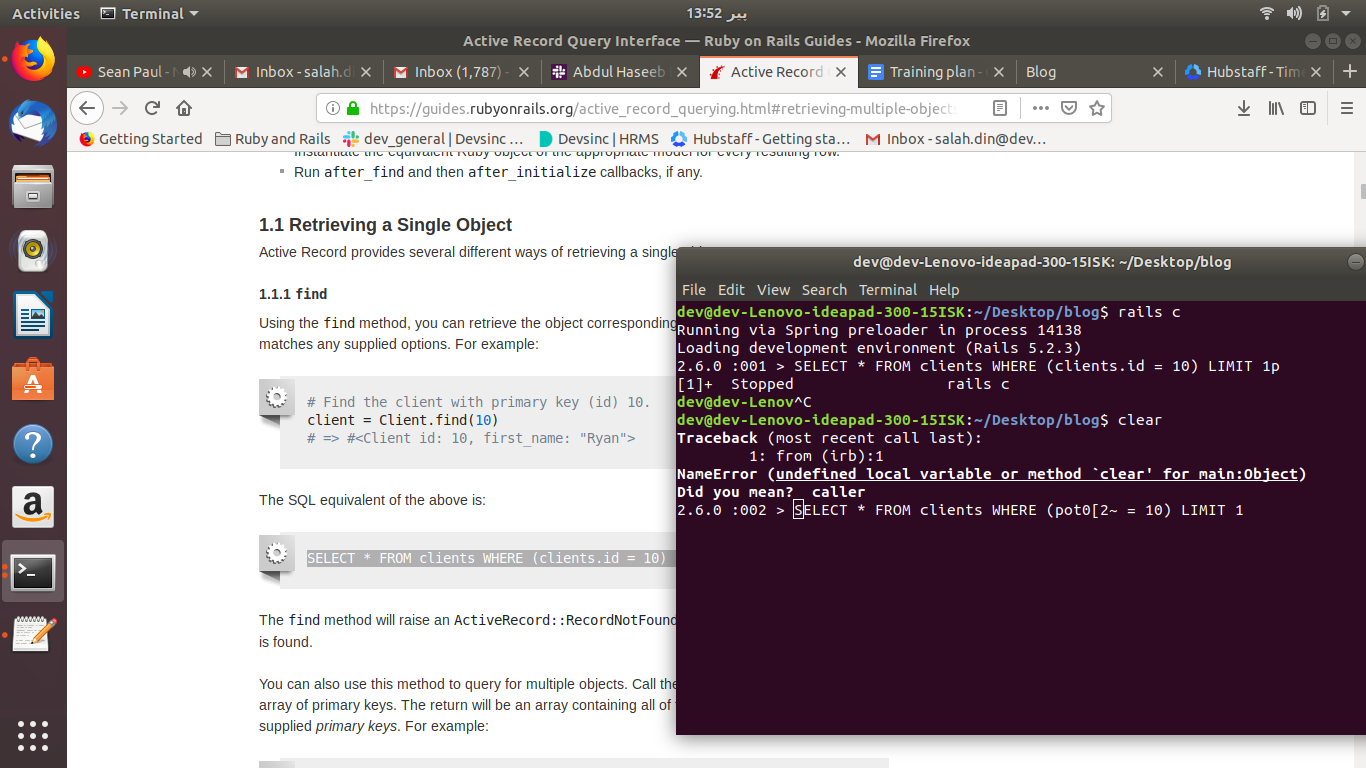 Activities
Terminal
پیر 13:52
Active Record Query Interface — Ruby on Rails Guides - Mozilla Firefox
Sean Paul - N
Inbox - salah.d
Inbox (1,787) -
Abdul Haseeb
Active Record
Training plan -
Blog
Hubstaff - Tim
https://guides.rubyonrails.org/active_record_querying.html#retrieving-multiple-objects
Getting Started
Ruby and Rails
dev_general | Devsinc ...
Devsinc | HRMS
Hubstaff - Getting sta...
Inbox - salah.din@dev...
Instantiate the equivalent Ruby object of the appropriate model for every resulting row.
Run after_find and then after_initialize callbacks, if any.
1.1 Retrieving a Single Object
Active Record provides several different ways of retrieving a single
1.1.1 find
Using the find method, you can retrieve the object corresponding
matches any supplied options. For example:
# Find the client with primary key (id) 10.
client = Client.find(10)
# => #<Client id: 10, first_name: "Ryan">
The SQL equivalent of the above is:
SELECT * FROM clients WHERE (clients.id = 10)
The find method will raise an ActiveRecord::RecordNotFound
is found.
You can also use this method to query for multiple objects. Call the
array of primary keys. The return will be an array containing all of
supplied primary keys. For example:
dev@dev-Lenovo-ideapad-300-15ISK: ~/Desktop/blog
File Edit View Search Terminal Help
dev@dev-Lenovo-ideapad-300-15ISK:~/Desktop/blog$ rails c
Running via Spring preloader in process 14138
Loading development environment (Rails 5.2.3)
2.6.0 :001 > SELECT * FROM clients WHERE (clients.id = 10) LIMIT 1p
[1]+  Stopped                 rails c
dev@dev-Lenov^C
dev@dev-Lenovo-ideapad-300-15ISK:~/Desktop/blog$ clear
Traceback (most recent call last):
        1: from (irb):1
NameError (undefined local variable or method `clear' for main:Object)
Did you mean?  caller
2.6.0 :002 > SELECT * FROM clients WHERE (pot0[2~ = 10) LIMIT 1